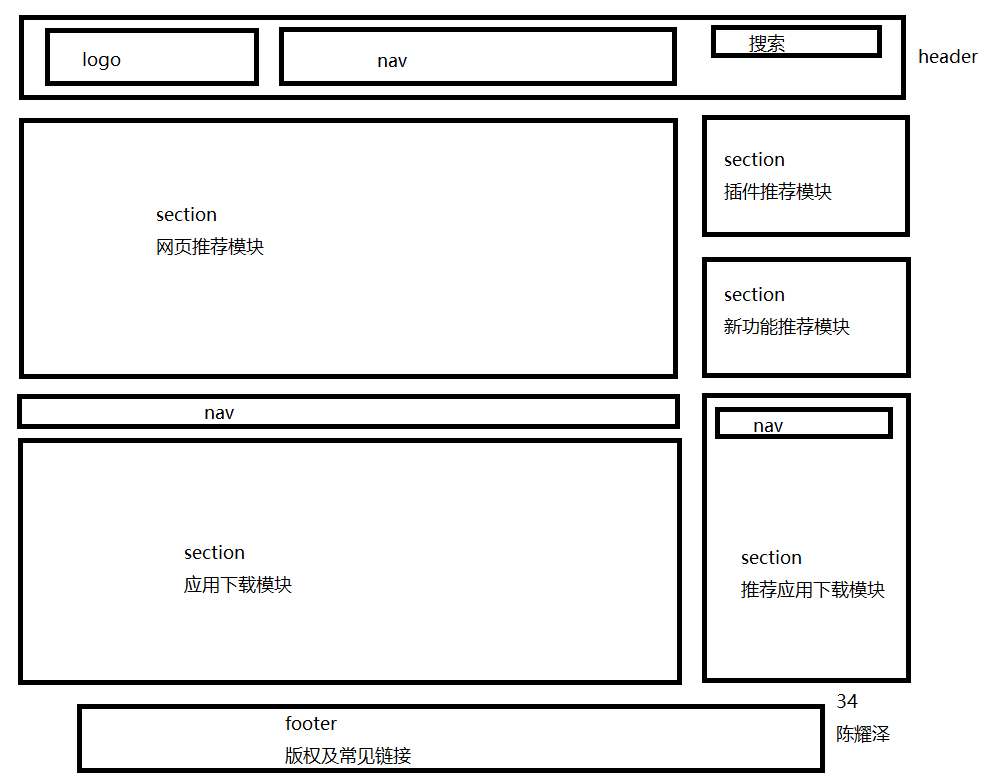 logo
nav
搜索
header
section
网页推荐模块
section
插件推荐模块
section
新功能推荐模块
nav
section
应用下载模块
nav
section
推荐应用下载模块
footer
版权及常见链接
34
陈耀泽